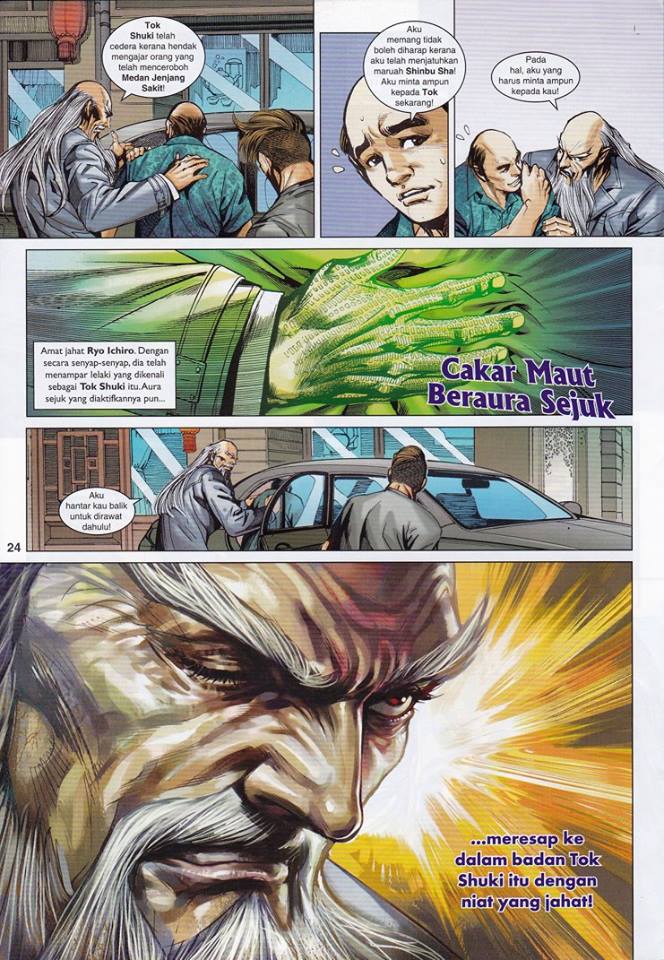 Tok
Shuki telah
cedera kerana hendak
mengajar orang yang
telah menceroboh
Medan Jenjang
Sakit!
Aku
memang tidak
boleh diharap kerana
aku telah menjatuhkan
maruah Shinbu Sha!
Aku minta ampun
kepada Tok
sekarang!
Pada
hal, aku yang
harus minta ampun
kepada kau!
Amat jahat Ryo Ichiro. Dengan
secara senyap-senyap, dia telah
menampar lelaki yang dikenali
sebagai Tok Shuki itu. Aura
sejuk yang diaktifkannya pun...
Cakar Maut
Beraura Sejuk
Aku
hantar kau balik
untuk dirawat
dahulu!
24
...meresap ke
dalam badan Tok
Shuki itu dengan
niat yang jahat!